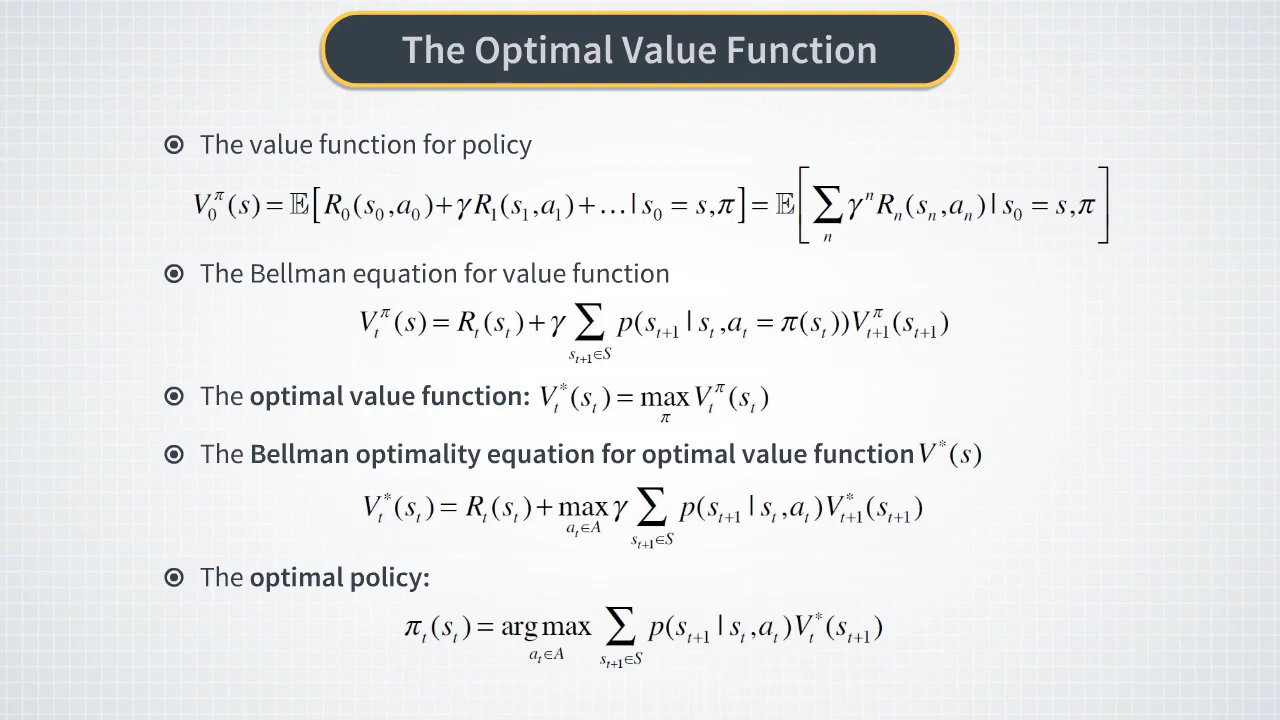 The Optimal Value Function
The value function for policy
V_0^π(s) = 𝔼[R_0(s_0,a_0)+γR_1(s_1,a_1)+…|s_0 = s,π] = 𝔼[∑_n γ^n R_n(s_n,a_n)|s_0 = s,π]
The Bellman equation for value function
V_t^π(s) = R_t(s_t)+γ ∑_{s_{t+1}∈S} p(s_{t+1}|s_t,a_t = π(s_t))V_{t+1}^π(s_{t+1})
The optimal value function: V_t^*(s_t) = max_π V_t^π(s_t)
The Bellman optimality equation for optimal value function V^*(s)
V_t^*(s_t) = R_t(s_t)+max_{a_t∈A} γ ∑_{s_{t+1}∈S} p(s_{t+1}|s_t,a_t)V_{t+1}^*(s_{t+1})
The optimal policy:
π_t(s_t) = arg max_{a_t∈A} ∑_{s_{t+1}∈S} p(s_{t+1}|s_t,a_t)V_t^*(s_{t+1})